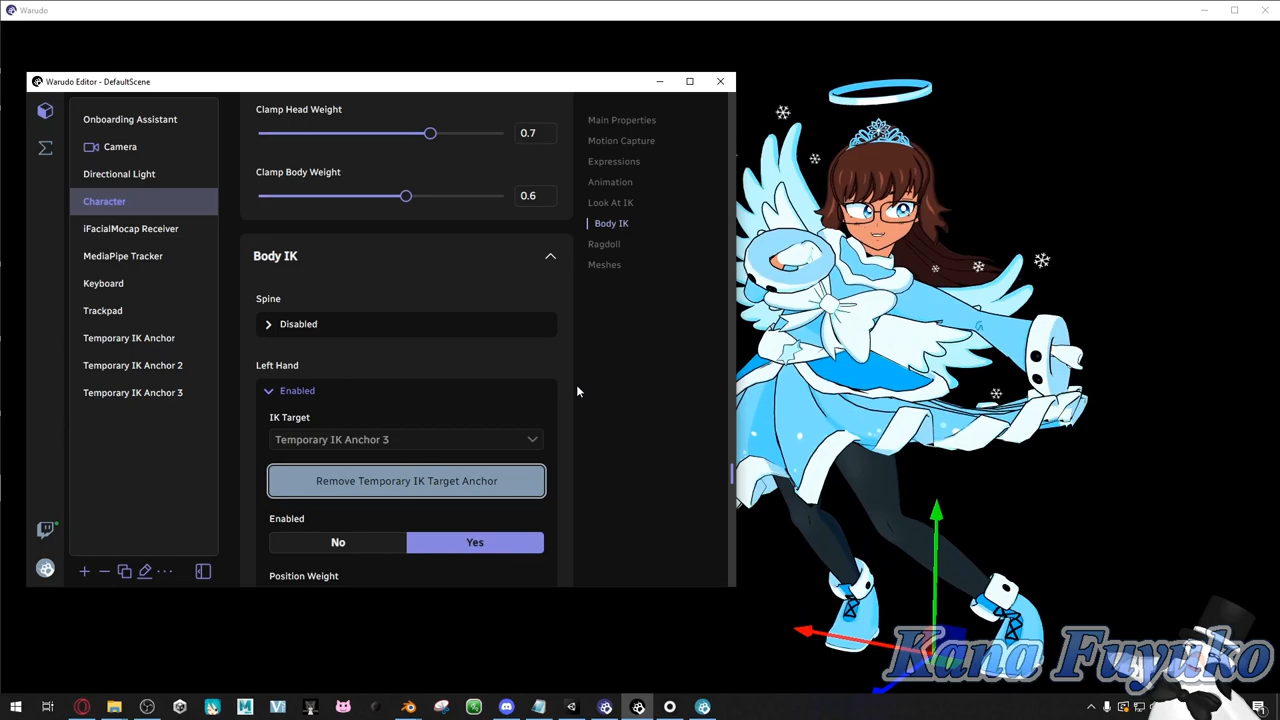 Warudo
Warudo Editor - DefaultScene
Onboarding Assistant
Camera
Directional Light
Character
iFacialMocap Receiver
MediaPipe Tracker
Keyboard
Trackpad
Temporary IK Anchor
Temporary IK Anchor 2
Temporary IK Anchor 3
Clamp Head Weight
0.7
Clamp Body Weight
0.6
Body IK
Spine
Disabled
Left Hand
Enabled
IK Target
Temporary IK Anchor 3
Remove Temporary IK Target Anchor
Enabled
No Yes
Position Weight
Main Properties
Motion Capture
Expressions
Animation
Look At IK
Body IK
Ragdoll
Meshes
Kana Fuyuko